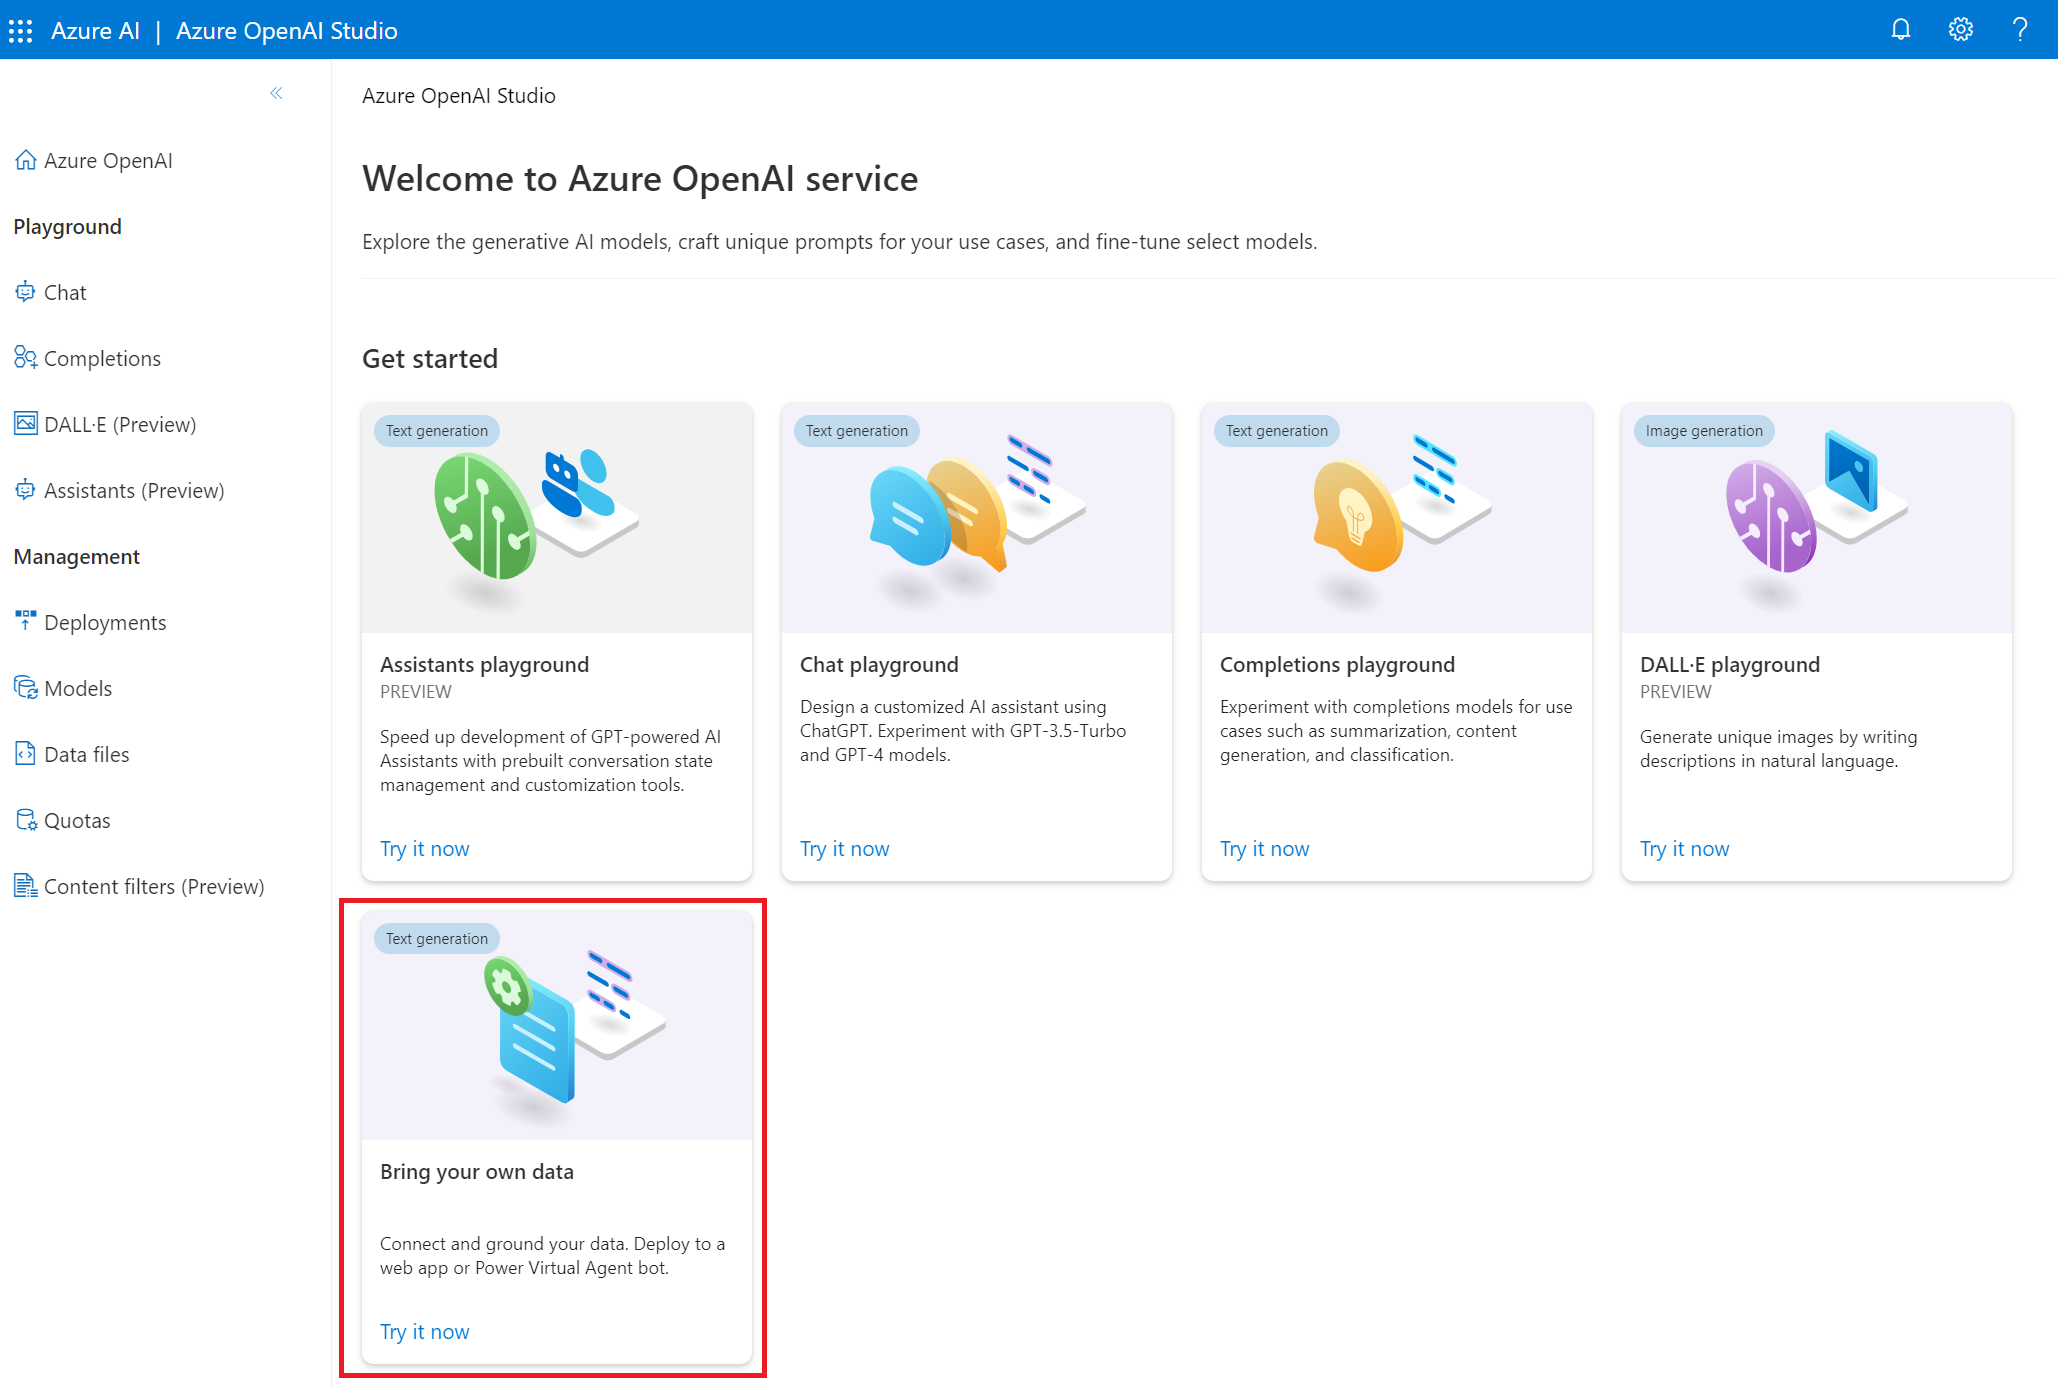 Azure AI | Azure OpenAI Studio
Azure OpenAI
Playground
Chat
Completions
DALL·E (Preview)
Assistants (Preview)
Management
Deployments
Models
Data files
Quotas
Content filters (Preview)
Azure OpenAI Studio
Welcome to Azure OpenAI service
Explore the generative AI models, craft unique prompts for your use cases, and fine-tune select models.
Get started
Text generation
Assistants playground
PREVIEW
Speed up development of GPT-powered AI
Assistants with prebuilt conversation state
management and customization tools.
Try it now
Text generation
Chat playground
Design a customized AI assistant using
ChatGPT. Experiment with GPT-3.5-Turbo
and GPT-4 models.
Try it now
Text generation
Completions playground
Experiment with completions models for use
cases such as summarization, content
generation, and classification.
Try it now
Image generation
DALL·E playground
PREVIEW
Generate unique images by writing
descriptions in natural language.
Try it now
Text generation
Bring your own data
Connect and ground your data. Deploy to a
web app or Power Virtual Agent bot.
Try it now